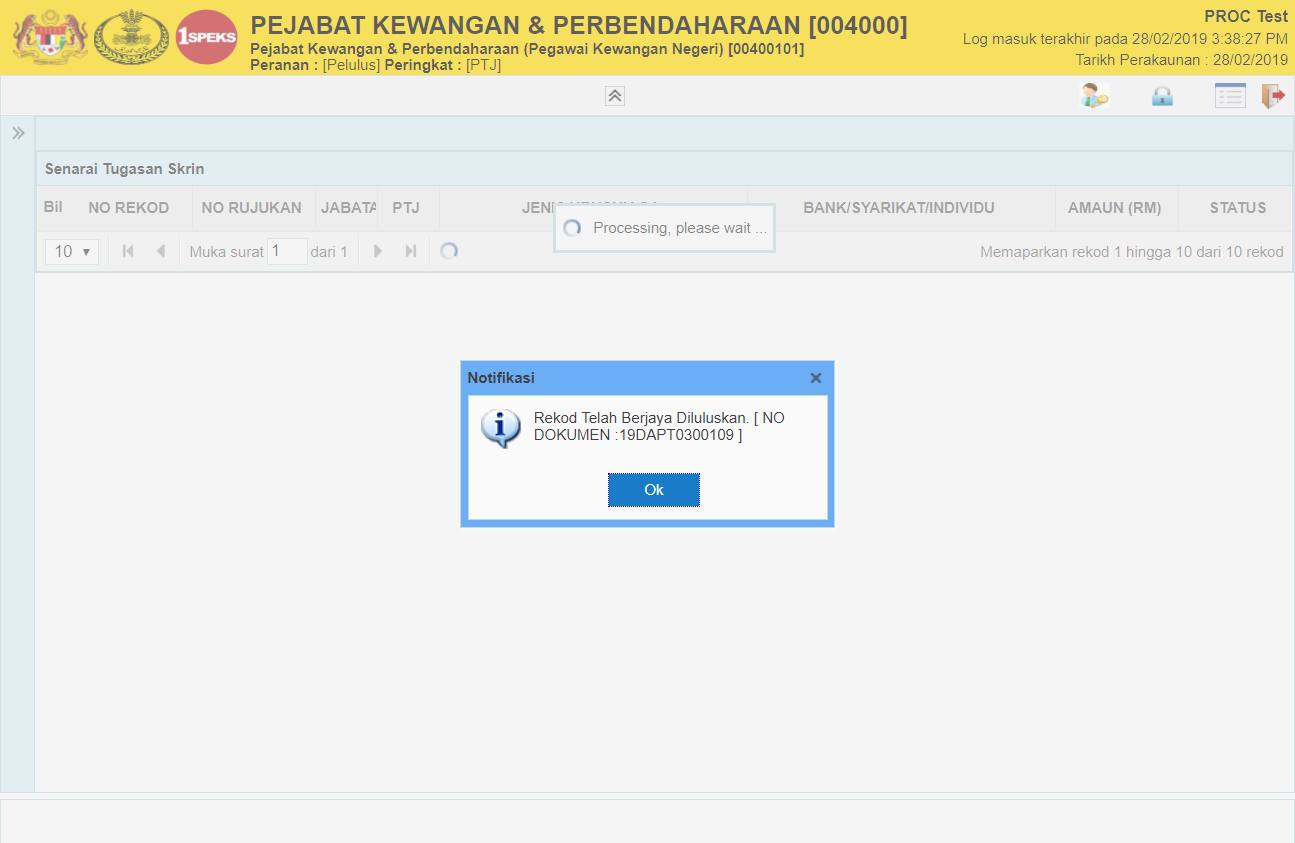 1SPEKS
PEJABAT KEWANGAN & PERBENDAHARAAN [004000]
Pejabat Kewangan & Perbendaharaan (Pegawai Kewangan Negeri) [00400101]
Peranan : [Pelulus] Peringkat : [PTJ]
PROC Test
Log masuk terakhir pada 28/02/2019 3:38:27 PM
Tarikh Perakaunan : 28/02/2019
Senarai Tugasan Skrin
Bil NO REKOD NO RUJUKAN JABATA PTJ BANK/SYARIKAT/INDIVIDU AMAUN (RM) STATUS
Processing, please wait ...
10 Muka surat 1 dari 1 Memaparkan rekod 1 hingga 10 dari 10 rekod
Notifikasi
Rekod Telah Berjaya Diluluskan. [ NO
DOKUMEN :19DAPT0300109 ]
Ok